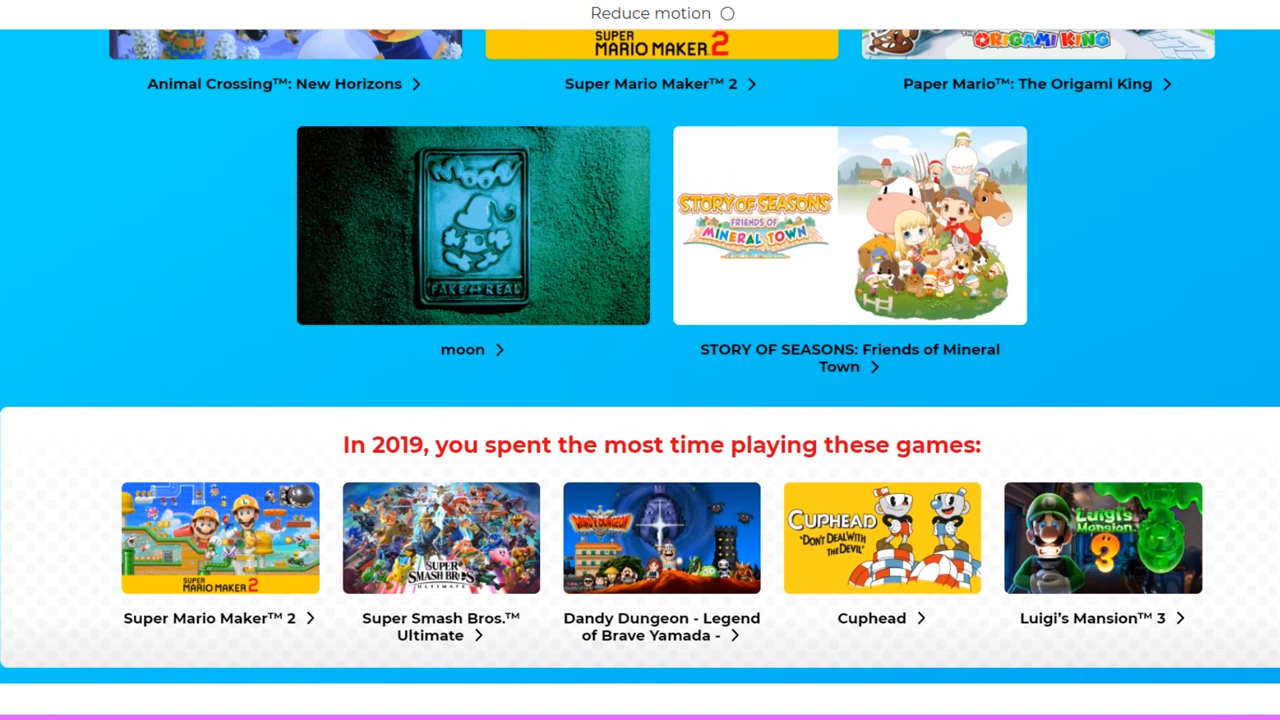 Reduce motion
SUPER
MARIO MAKER 2
THE
ORIGAMI KING
Animal Crossing™: New Horizons
Super Mario Maker™ 2
Paper Mario™: The Origami King
moon
FAKE REAL
STORY OF SEASONS
FRIENDS OF
MINERAL TOWN
moon
STORY OF SEASONS: Friends of Mineral
Town
In 2019, you spent the most time playing these games:
SUPER
MARIO MAKER 2
SUPER
SMASH BROS.
ULTIMATE
DANDY DUNGEON
CUPHEAD
"DON'T DEAL WITH
THE DEVIL"
Luigi's
Mansion
3
Super Mario Maker™ 2
Super Smash Bros.™
Ultimate
Dandy Dungeon - Legend
of Brave Yamada -
Cuphead
Luigi's Mansion™ 3